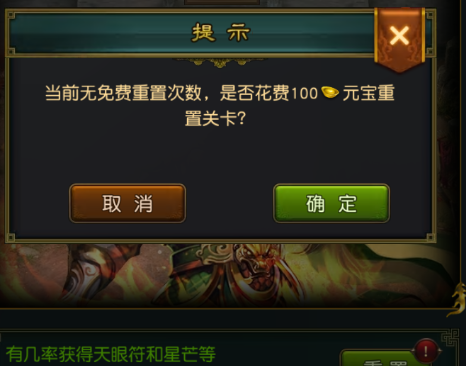 提示
当前无免费重置次数，是否花费100元宝重
置关卡？
取消
确定
有几率获得天眼符和星芒等
重置